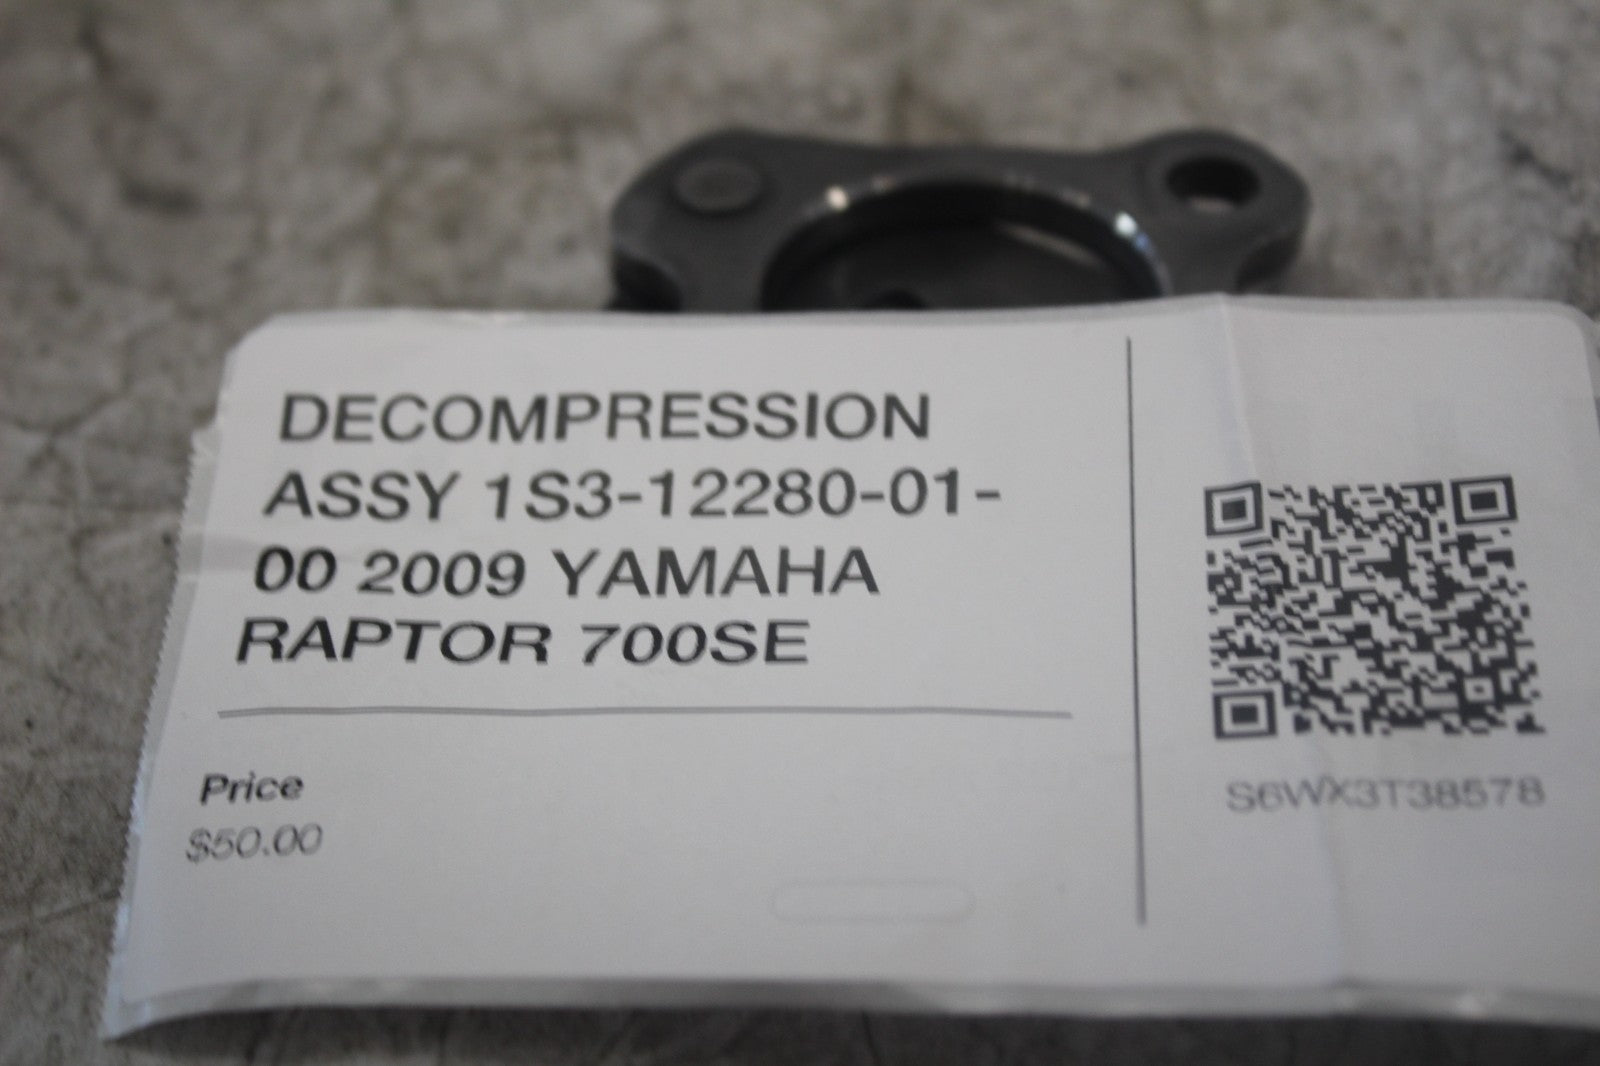 DECOMPRESSION
ASSY 1S3-12280-01-
00 2009 YAMAHA
RAPTOR 700SE
Price
$50.00
S6WX3T38578